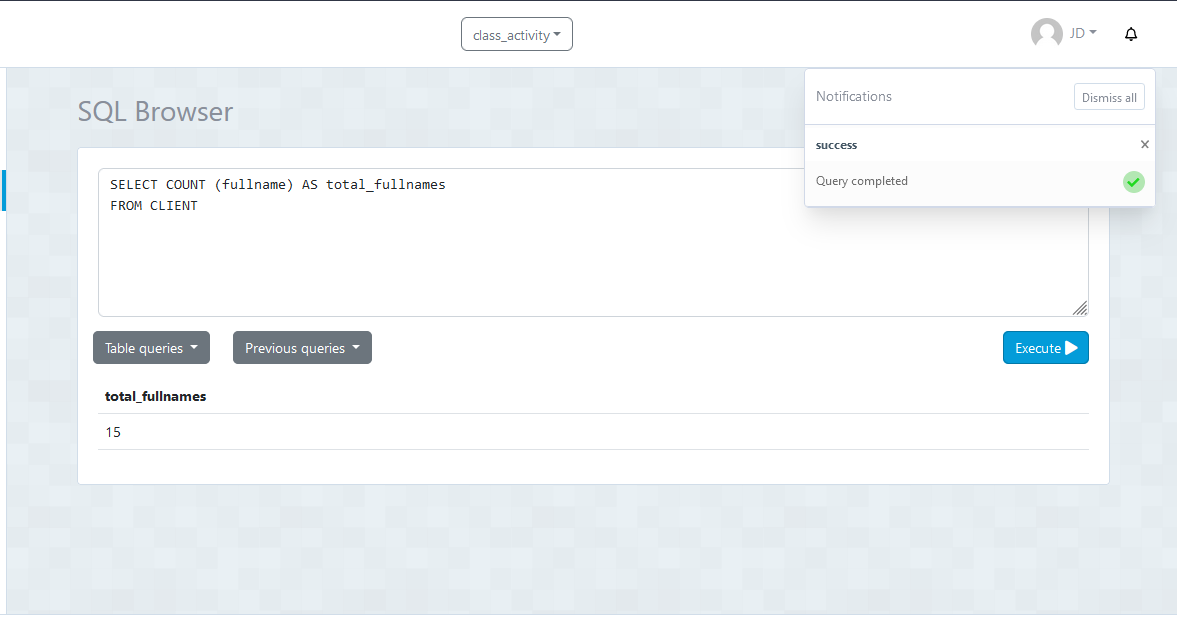 class_activity
JD
SQL Browser
Notifications
Dismiss all
success
×
Query completed
SELECT COUNT (fullname) AS total_fullnames
FROM CLIENT
Table queries
Previous queries
Execute
total_fullnames
15